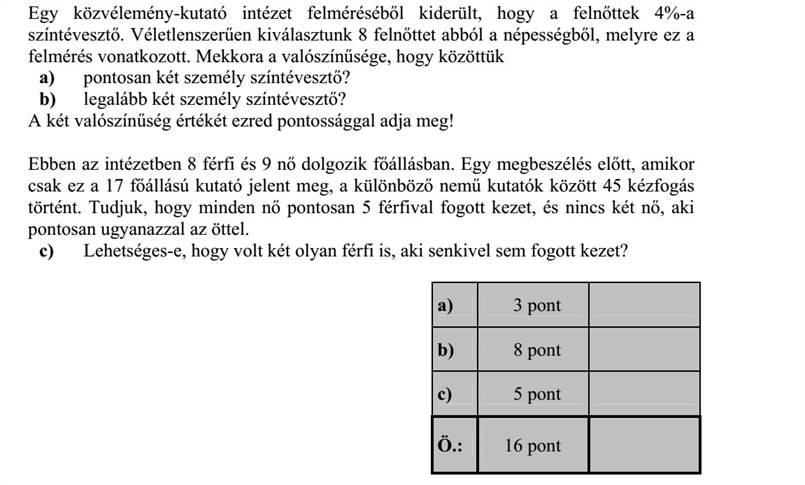 Egy közvélemény-kutató intézet felméréséből kiderült, hogy a felnőttek 4%-a
színtévesztő. Véletlenszerűen kiválasztunk 8 felnőttet abból a népességből, melyre ez a
felmérés vonatkozott. Mekkora a valószínűsége, hogy közöttük
a) pontosan két személy színtévesztő?
b) legalább két személy színtévesztő?
A két valószínűség értékét ezred pontossággal adja meg!
Ebben az intézetben 8 férfi és 9 nő dolgozik főállásban. Egy megbeszélés előtt, amikor
csak ez a 17 főállású kutató jelent meg, a különböző nemű kutatók között 45 kézfogás
történt. Tudjuk, hogy minden nő pontosan 5 férfival fogott kezet, és nincs két nő, aki
pontosan ugyanazzal az öttel.
c) Lehetséges-e, hogy volt két olyan férfi is, aki senkivel sem fogott kezet?
a) 3 pont
b) 8 pont
c) 5 pont
Ö.: 16 pont